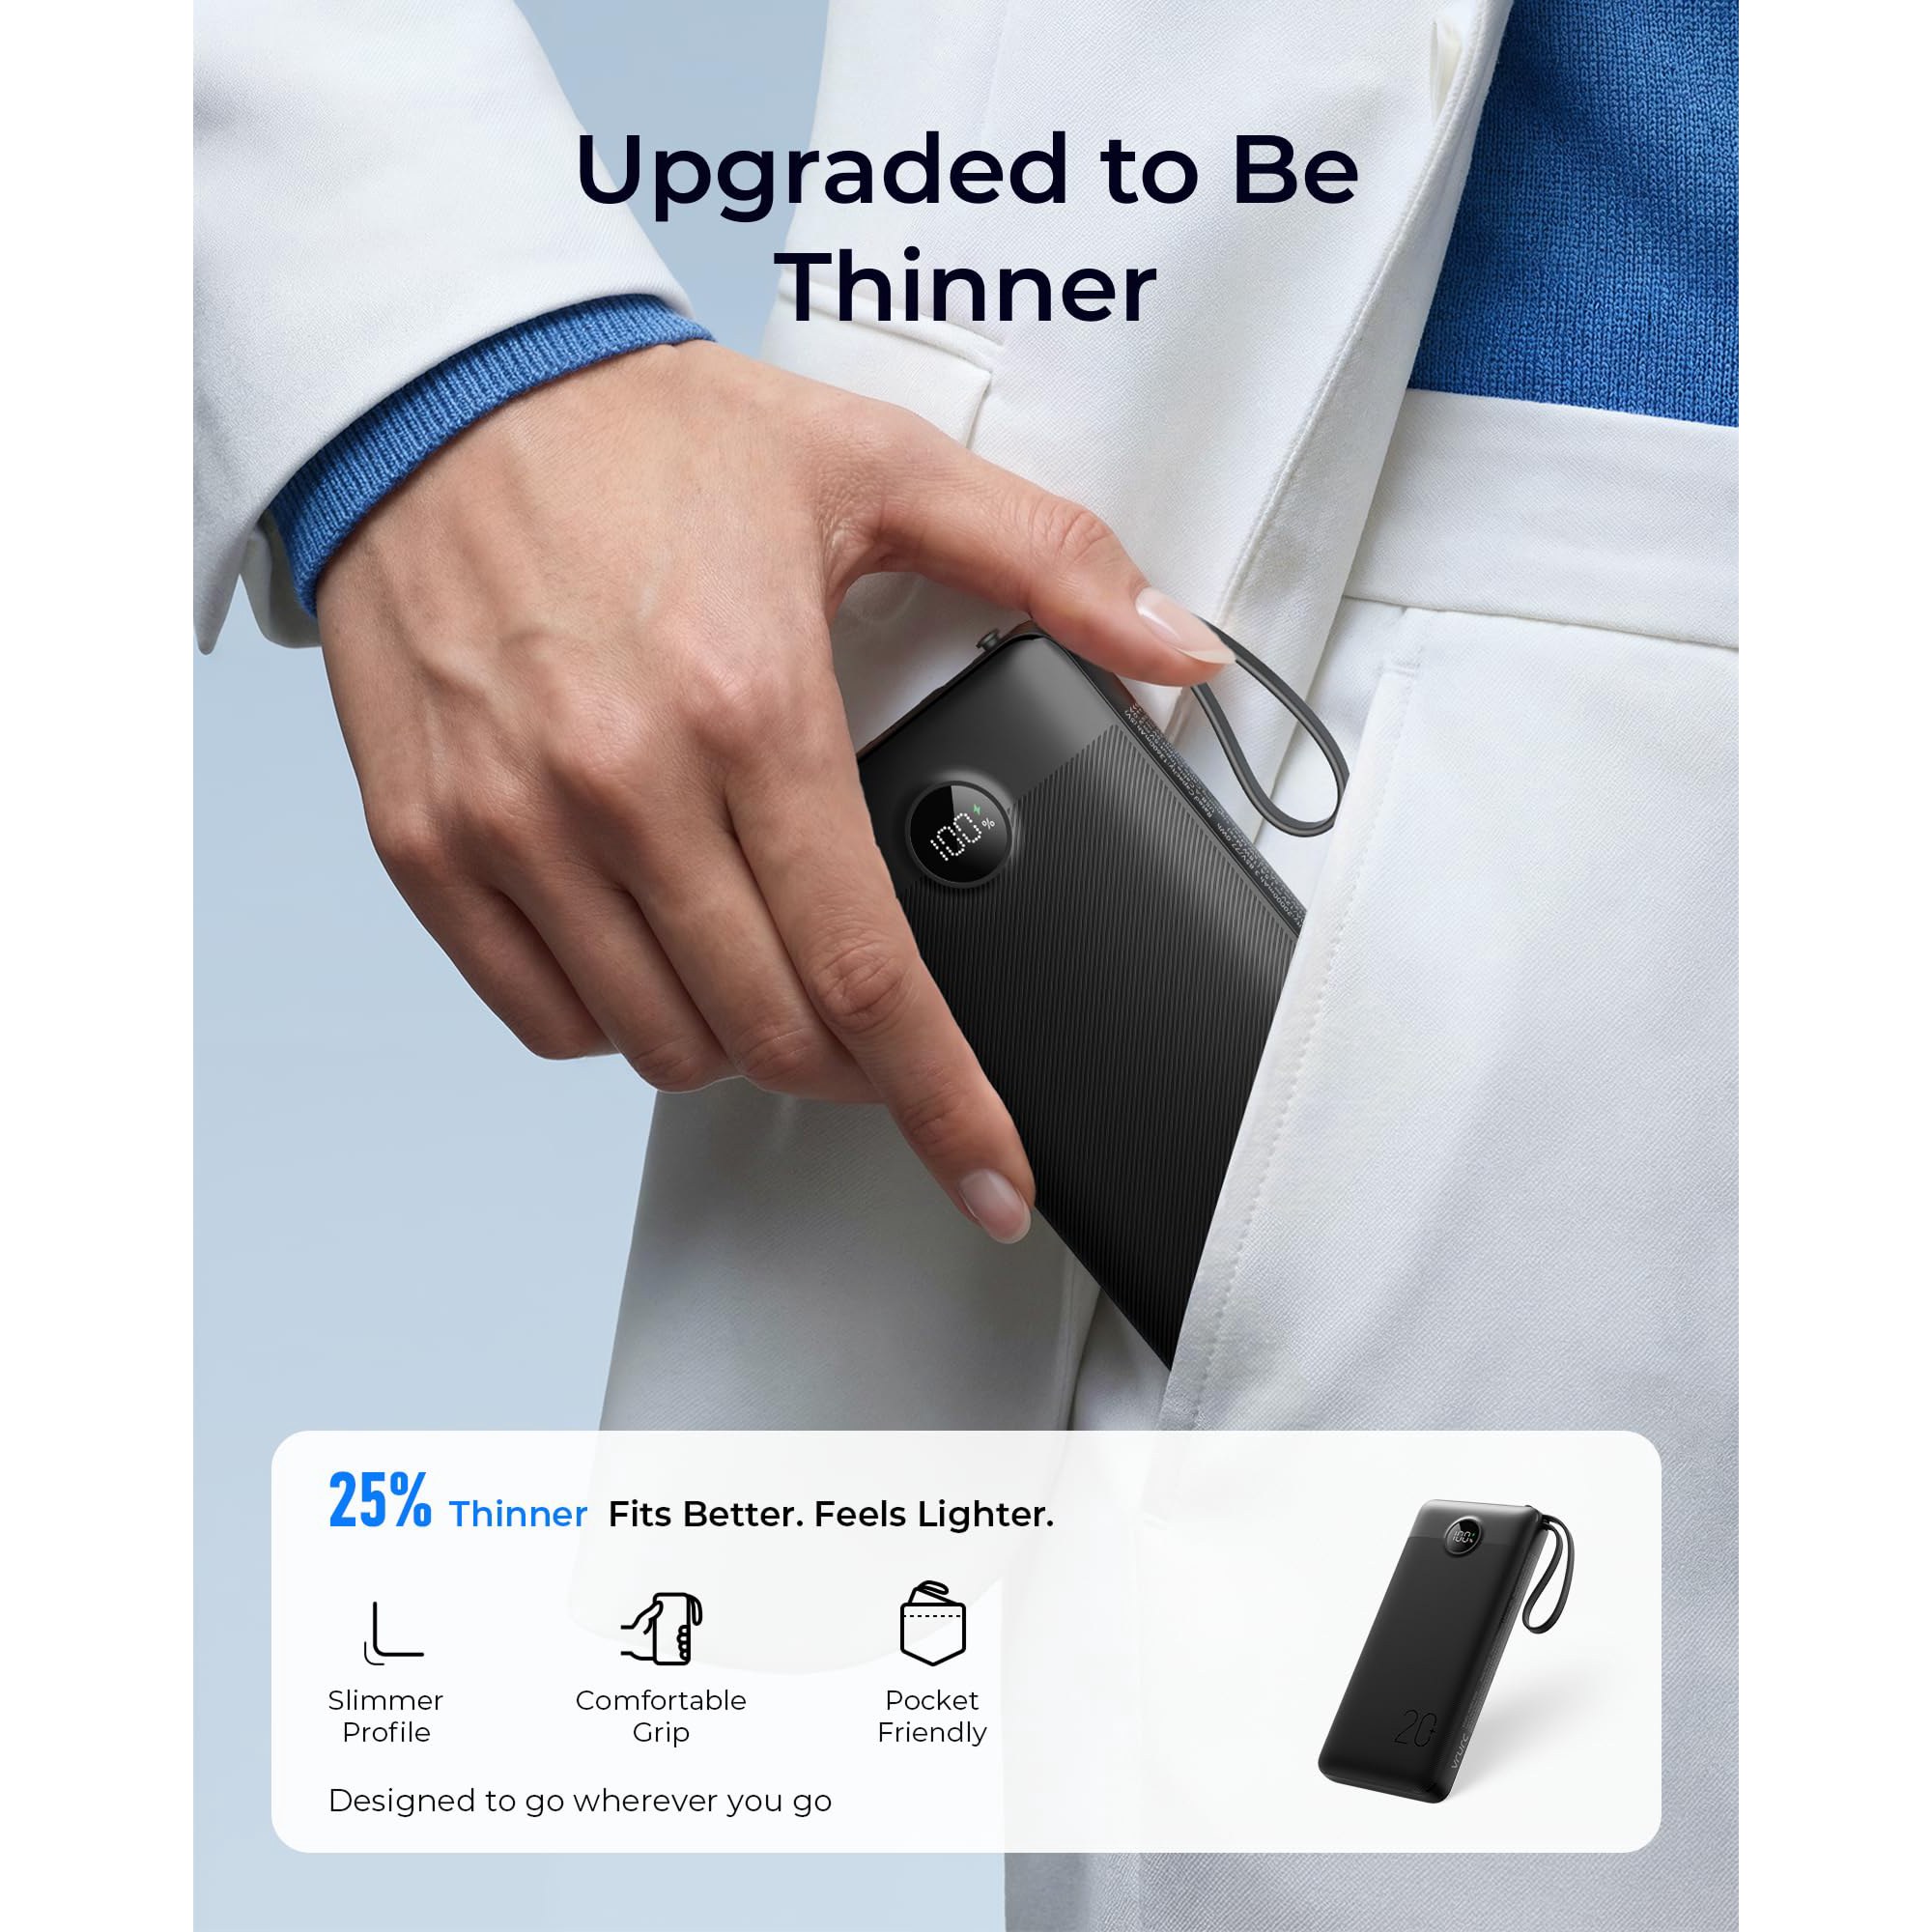 Upgraded to Be
Thinner
100%
25% Thinner Fits Better. Feels Lighter.
Slimmer
Profile
Comfortable
Grip
Pocket
Friendly
Designed to go wherever you go
100%
20